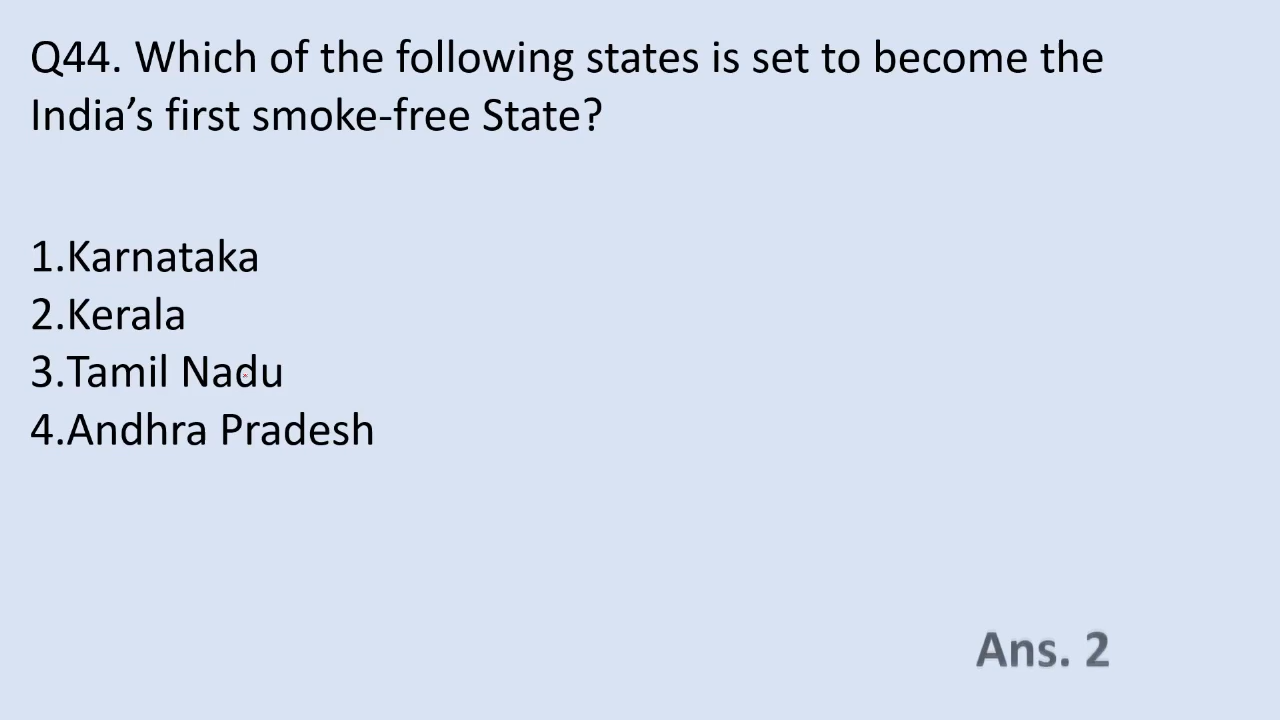 Q44. Which of the following states is set to become the
India’s first smoke-free State?
1.Karnataka
2.Kerala
3.Tamil Nadu
4.Andhra Pradesh
Ans. 2